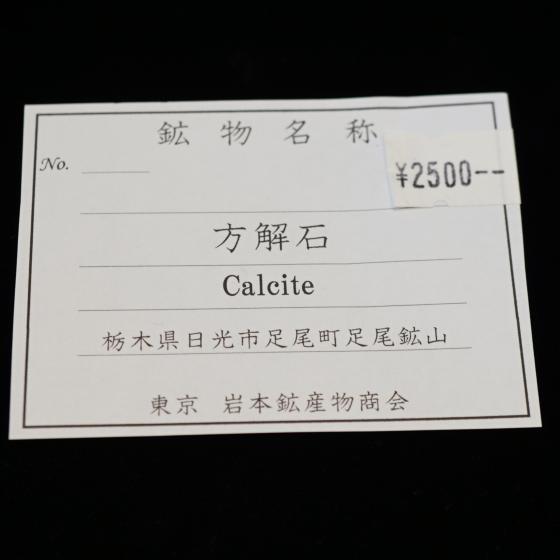 鉱物名称
No.
¥2500--
方解石
Calcite
栃木県日光市足尾町足尾鉱山
東京 岩本鉱産物商会